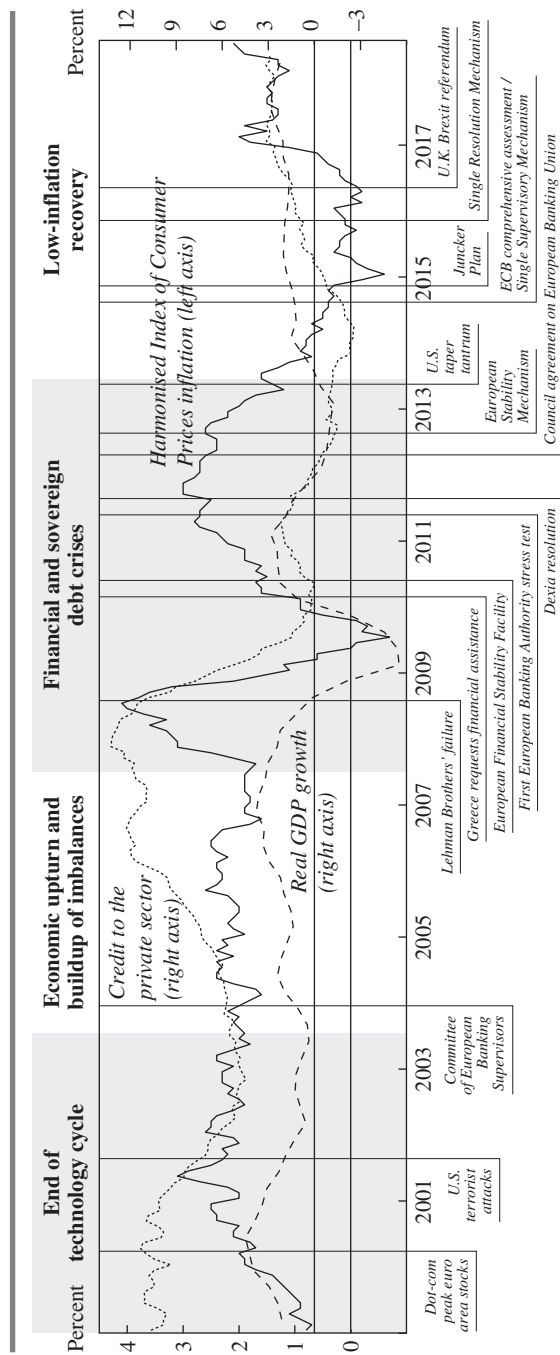 End of
technology cycle
Economic upturn and
buildup of imbalances
Financial and sovereign
debt crises
Low-inflation
recovery
Percent
Percent
4
3
2
1
0
12
9
6
3
0
−3
Credit to the
private sector
(right axis)
Real GDP growth
(right axis)
Harmonised Index of Consumer
Prices inflation (left axis)
2001
2003
2005
2007
2009
2011
2013
2015
2017
Dot-com
peak euro
area stocks
U.S.
terrorist
attacks
Committee
of European
Banking
Supervisors
Lehman Brothers’ failure
Greece requests financial assistance
European Financial Stability Facility
First European Banking Authority stress test
Dexia resolution
U.S.
taper
tantrum
European
Stability
Mechanism
Council agreement on European Banking Union
Juncker
Plan
ECB comprehensive assessment /
Single Supervisory Mechanism
U.K. Brexit referendum
Single Resolution Mechanism